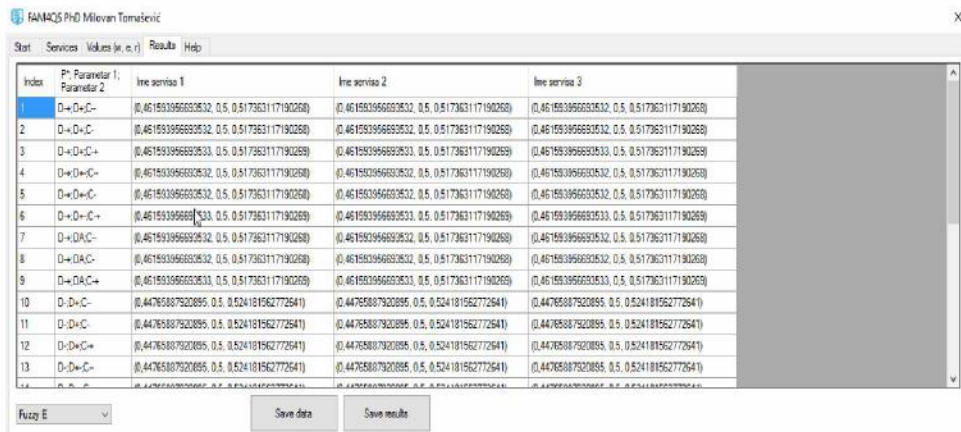 FAM4QS PhD Milovan Tomašević X
Start Services Values (w, e, r) Results Help
Index P*; Parametar 1; Parametar 2 Ime servisa 1 Ime servisa 2 Ime servisa 3
1 (0,461593956693532, 0.5, 0,517363117190268) (0,461593956693532, 0.5, 0,517363117190268) (0,461593956693532, 0.5, 0,517363117190268)
2 (0,461593956693532, 0.5, 0,517363117190268) (0,461593956693532, 0.5, 0,517363117190268) (0,461593956693532, 0.5, 0,517363117190268)
3 (0,461593956693533, 0.5, 0,517363117190269) (0,461593956693533, 0.5, 0,517363117190269) (0,461593956693533, 0.5, 0,517363117190269)
4 (0,461593956693532, 0.5, 0,517363117190268) (0,461593956693532, 0.5, 0,517363117190268) (0,461593956693532, 0.5, 0,517363117190268)
5 (0,461593956693532, 0.5, 0,517363117190268) (0,461593956693532, 0.5, 0,517363117190268) (0,461593956693532, 0.5, 0,517363117190268)
6 0.5, 0,517363117190269) (0,461593956693533, 0.5, 0,517363117190269) (0,461593956693533, 0.5, 0,517363117190269)
7 (0,461593956693532, 0.5, 0,517363117190268) (0,461593956693532, 0.5, 0,517363117190268) (0,461593956693532, 0.5, 0,517363117190268)
8 (0,461593956693532, 0.5, 0,517363117190268) (0,461593956693532, 0.5, 0,517363117190268) (0,461593956693532, 0.5, 0,517363117190268)
9 (0,461593956693533, 0.5, 0,517363117190269) (0,461593956693533, 0.5, 0,517363117190269) (0,461593956693533, 0.5, 0,517363117190269)
10 (0,44765887920895, 0.5, 0,524181562772641) (0,44765887920895, 0.5, 0,524181562772641) (0,44765887920895, 0.5, 0,524181562772641)
11 (0,44765887920895, 0.5, 0,524181562772641) (0,44765887920895, 0.5, 0,524181562772641) (0,44765887920895, 0.5, 0,524181562772641)
12 (0,44765887920895, 0.5, 0,524181562772641) (0,44765887920895, 0.5, 0,524181562772641) (0,44765887920895, 0.5, 0,524181562772641)
13 (0,44765887920895, 0.5, 0,524181562772641) (0,44765887920895, 0.5, 0,524181562772641) (0,44765887920895, 0.5, 0,524181562772641)
Fuzzy E Save data Save results